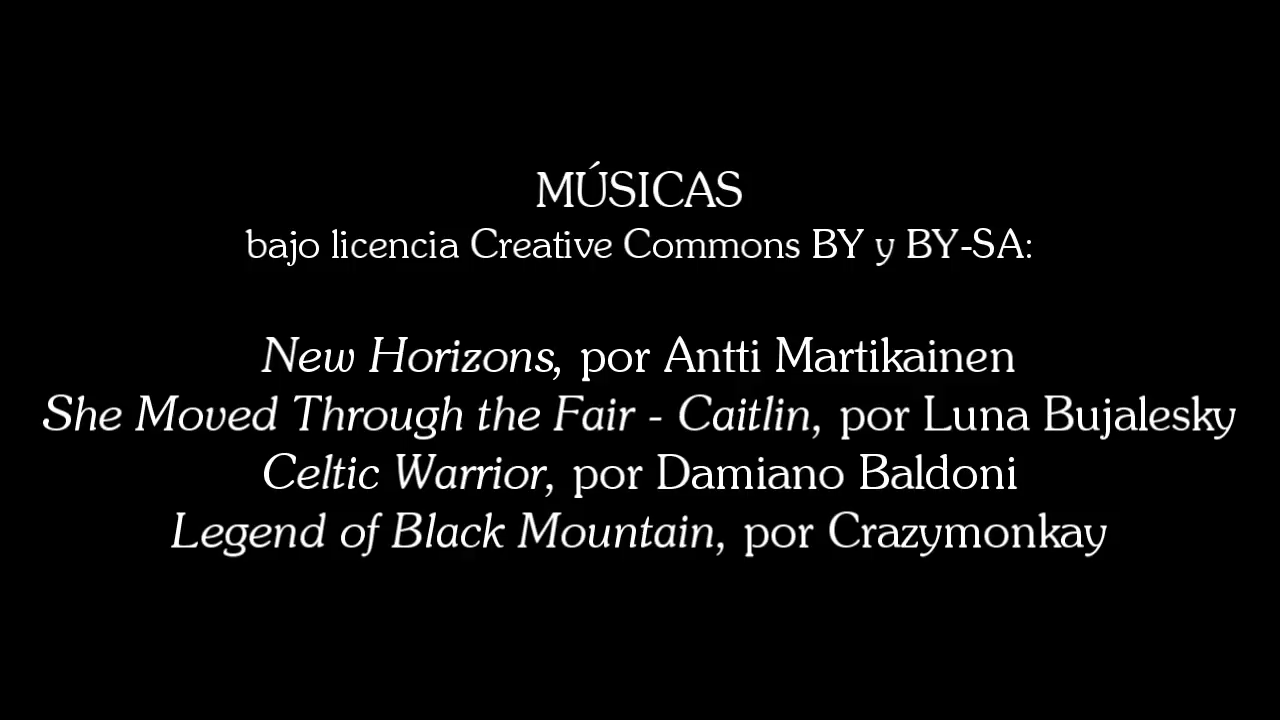 MÚSICAS
bajo licencia Creative Commons BY y BY-SA:
New Horizons, por Antti Martikainen
She Moved Through the Fair - Caitlin, por Luna Bujalesky
Celtic Warrior, por Damiano Baldoni
Legend of Black Mountain, por Crazymonkay